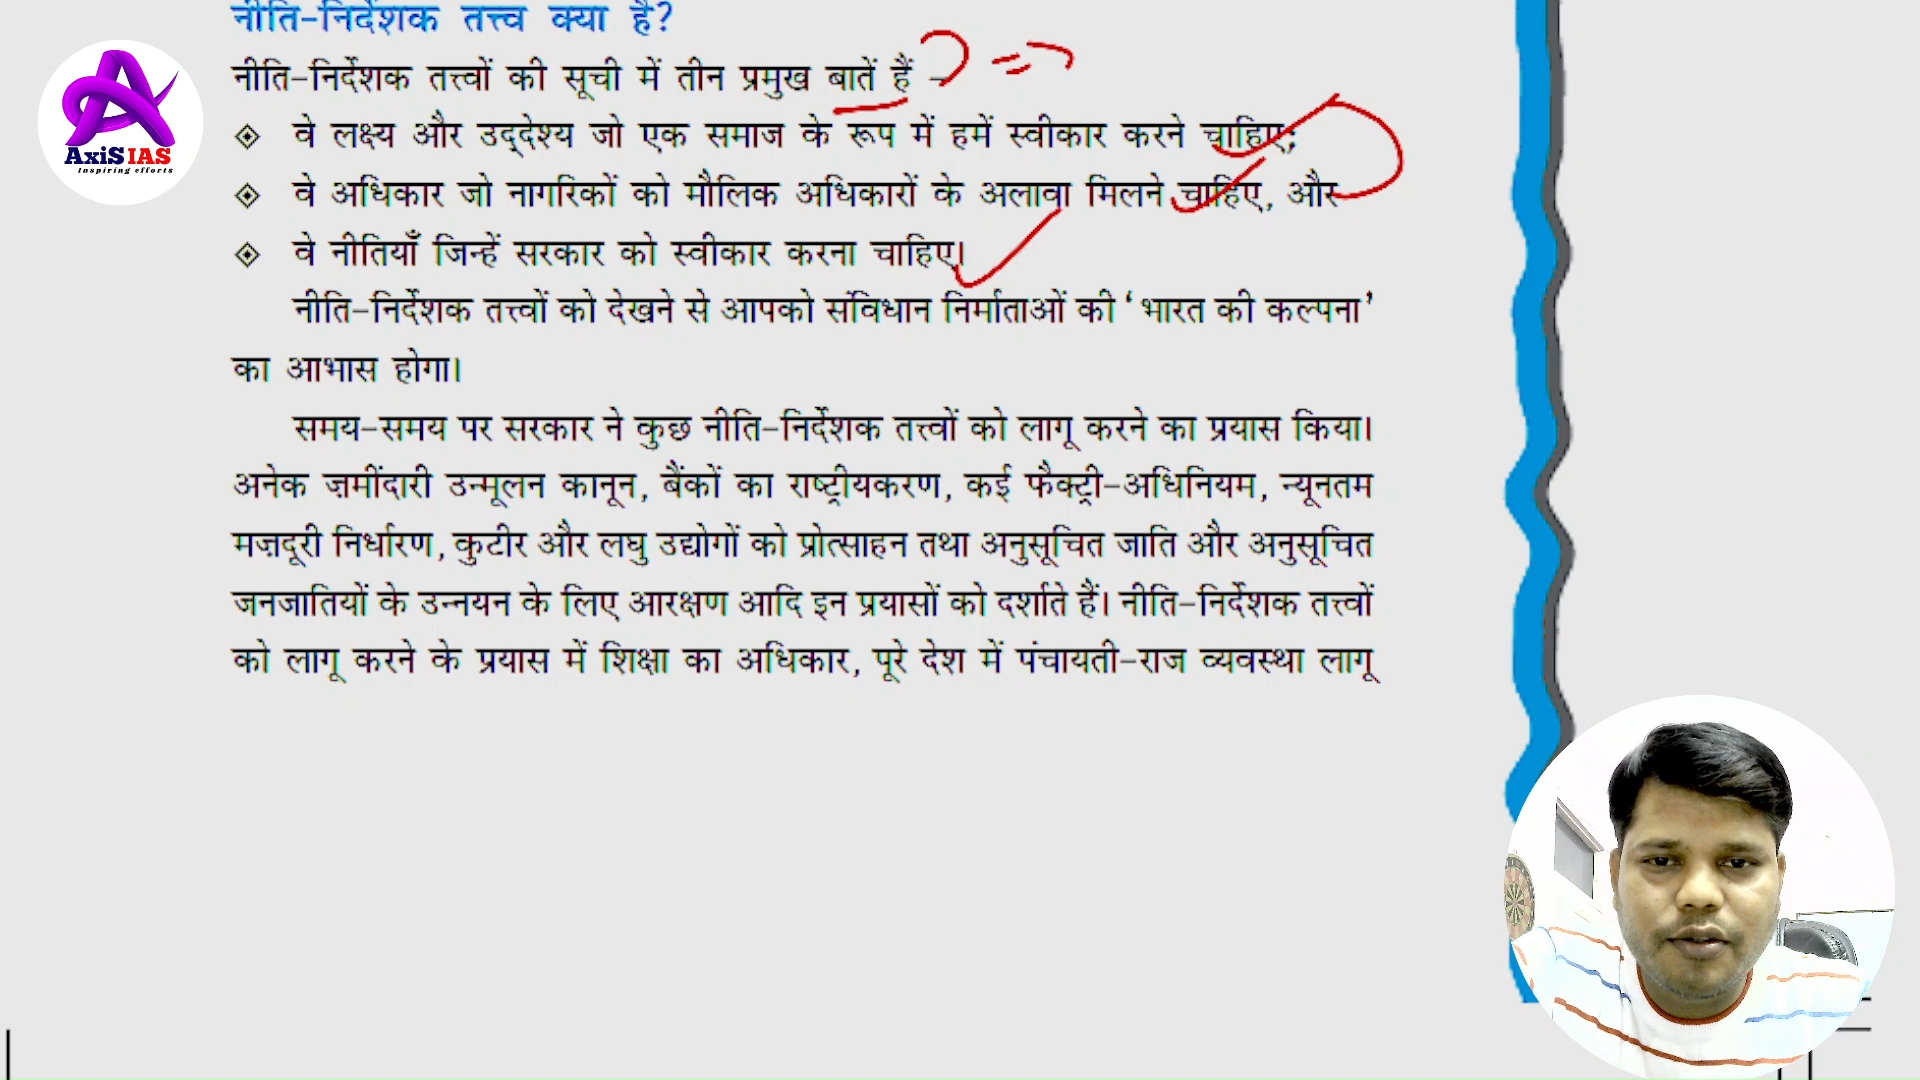 नीति-निर्देशक तत्त्व क्या है?
नीति-निर्देशक तत्त्वों की सूची में तीन प्रमुख बातें हैं –
वे लक्ष्य और उद्देश्य जो एक समाज के रूप में हमें स्वीकार करने चाहिए;
वे अधिकार जो नागरिकों को मौलिक अधिकारों के अलावा मिलने चाहिए, और
वे नीतियाँ जिन्हें सरकार को स्वीकार करना चाहिए।
नीति-निर्देशक तत्त्वों को देखने से आपको संविधान निर्माताओं की ‘भारत की कल्पना’
का आभास होगा।
समय-समय पर सरकार ने कुछ नीति-निर्देशक तत्त्वों को लागू करने का प्रयास किया।
अनेक ज़मींदारी उन्मूलन कानून, बैंकों का राष्ट्रीयकरण, कई फैक्ट्री-अधिनियम, न्यूनतम
मज़दूरी निर्धारण, कुटीर और लघु उद्योगों को प्रोत्साहन तथा अनुसूचित जाति और अनुसूचित
जनजातियों के उन्नयन के लिए आरक्षण आदि इन प्रयासों को दर्शाते हैं। नीति-निर्देशक तत्त्वों
को लागू करने के प्रयास में शिक्षा का अधिकार, पूरे देश में पंचायती-राज व्यवस्था लागू
AxiS IAS
Inspiring efforts